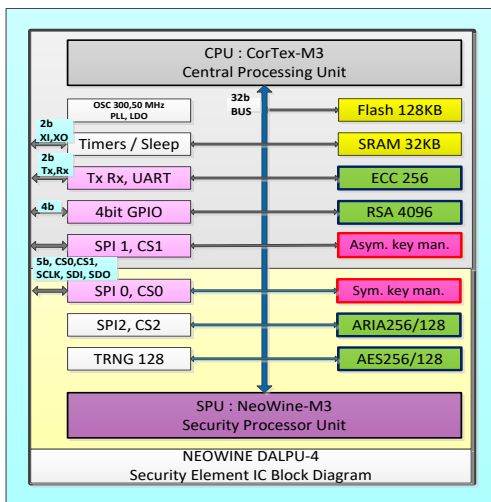 CPU : CorTex-M3
Central Processing Unit
OSC 300,50 MHz
PLL, LDO
32b
BUS
Flash 128KB
2b
XI,XO
Timers / Sleep
SRAM 32KB
2b
Tx,Rx
Tx Rx, UART
ECC 256
4b
4bit GPIO
RSA 4096
SPI 1, CS1
Asym. key man.
5b, CS0,CS1,
SCLK, SDI, SDO
SPI 0, CS0
Sym. key man.
SPI2, CS2
ARIA256/128
TRNG 128
AES256/128
SPU : NeoWine-M3
Security Processor Unit
NEOWINE DALPU-4
Security Element IC Block Diagram